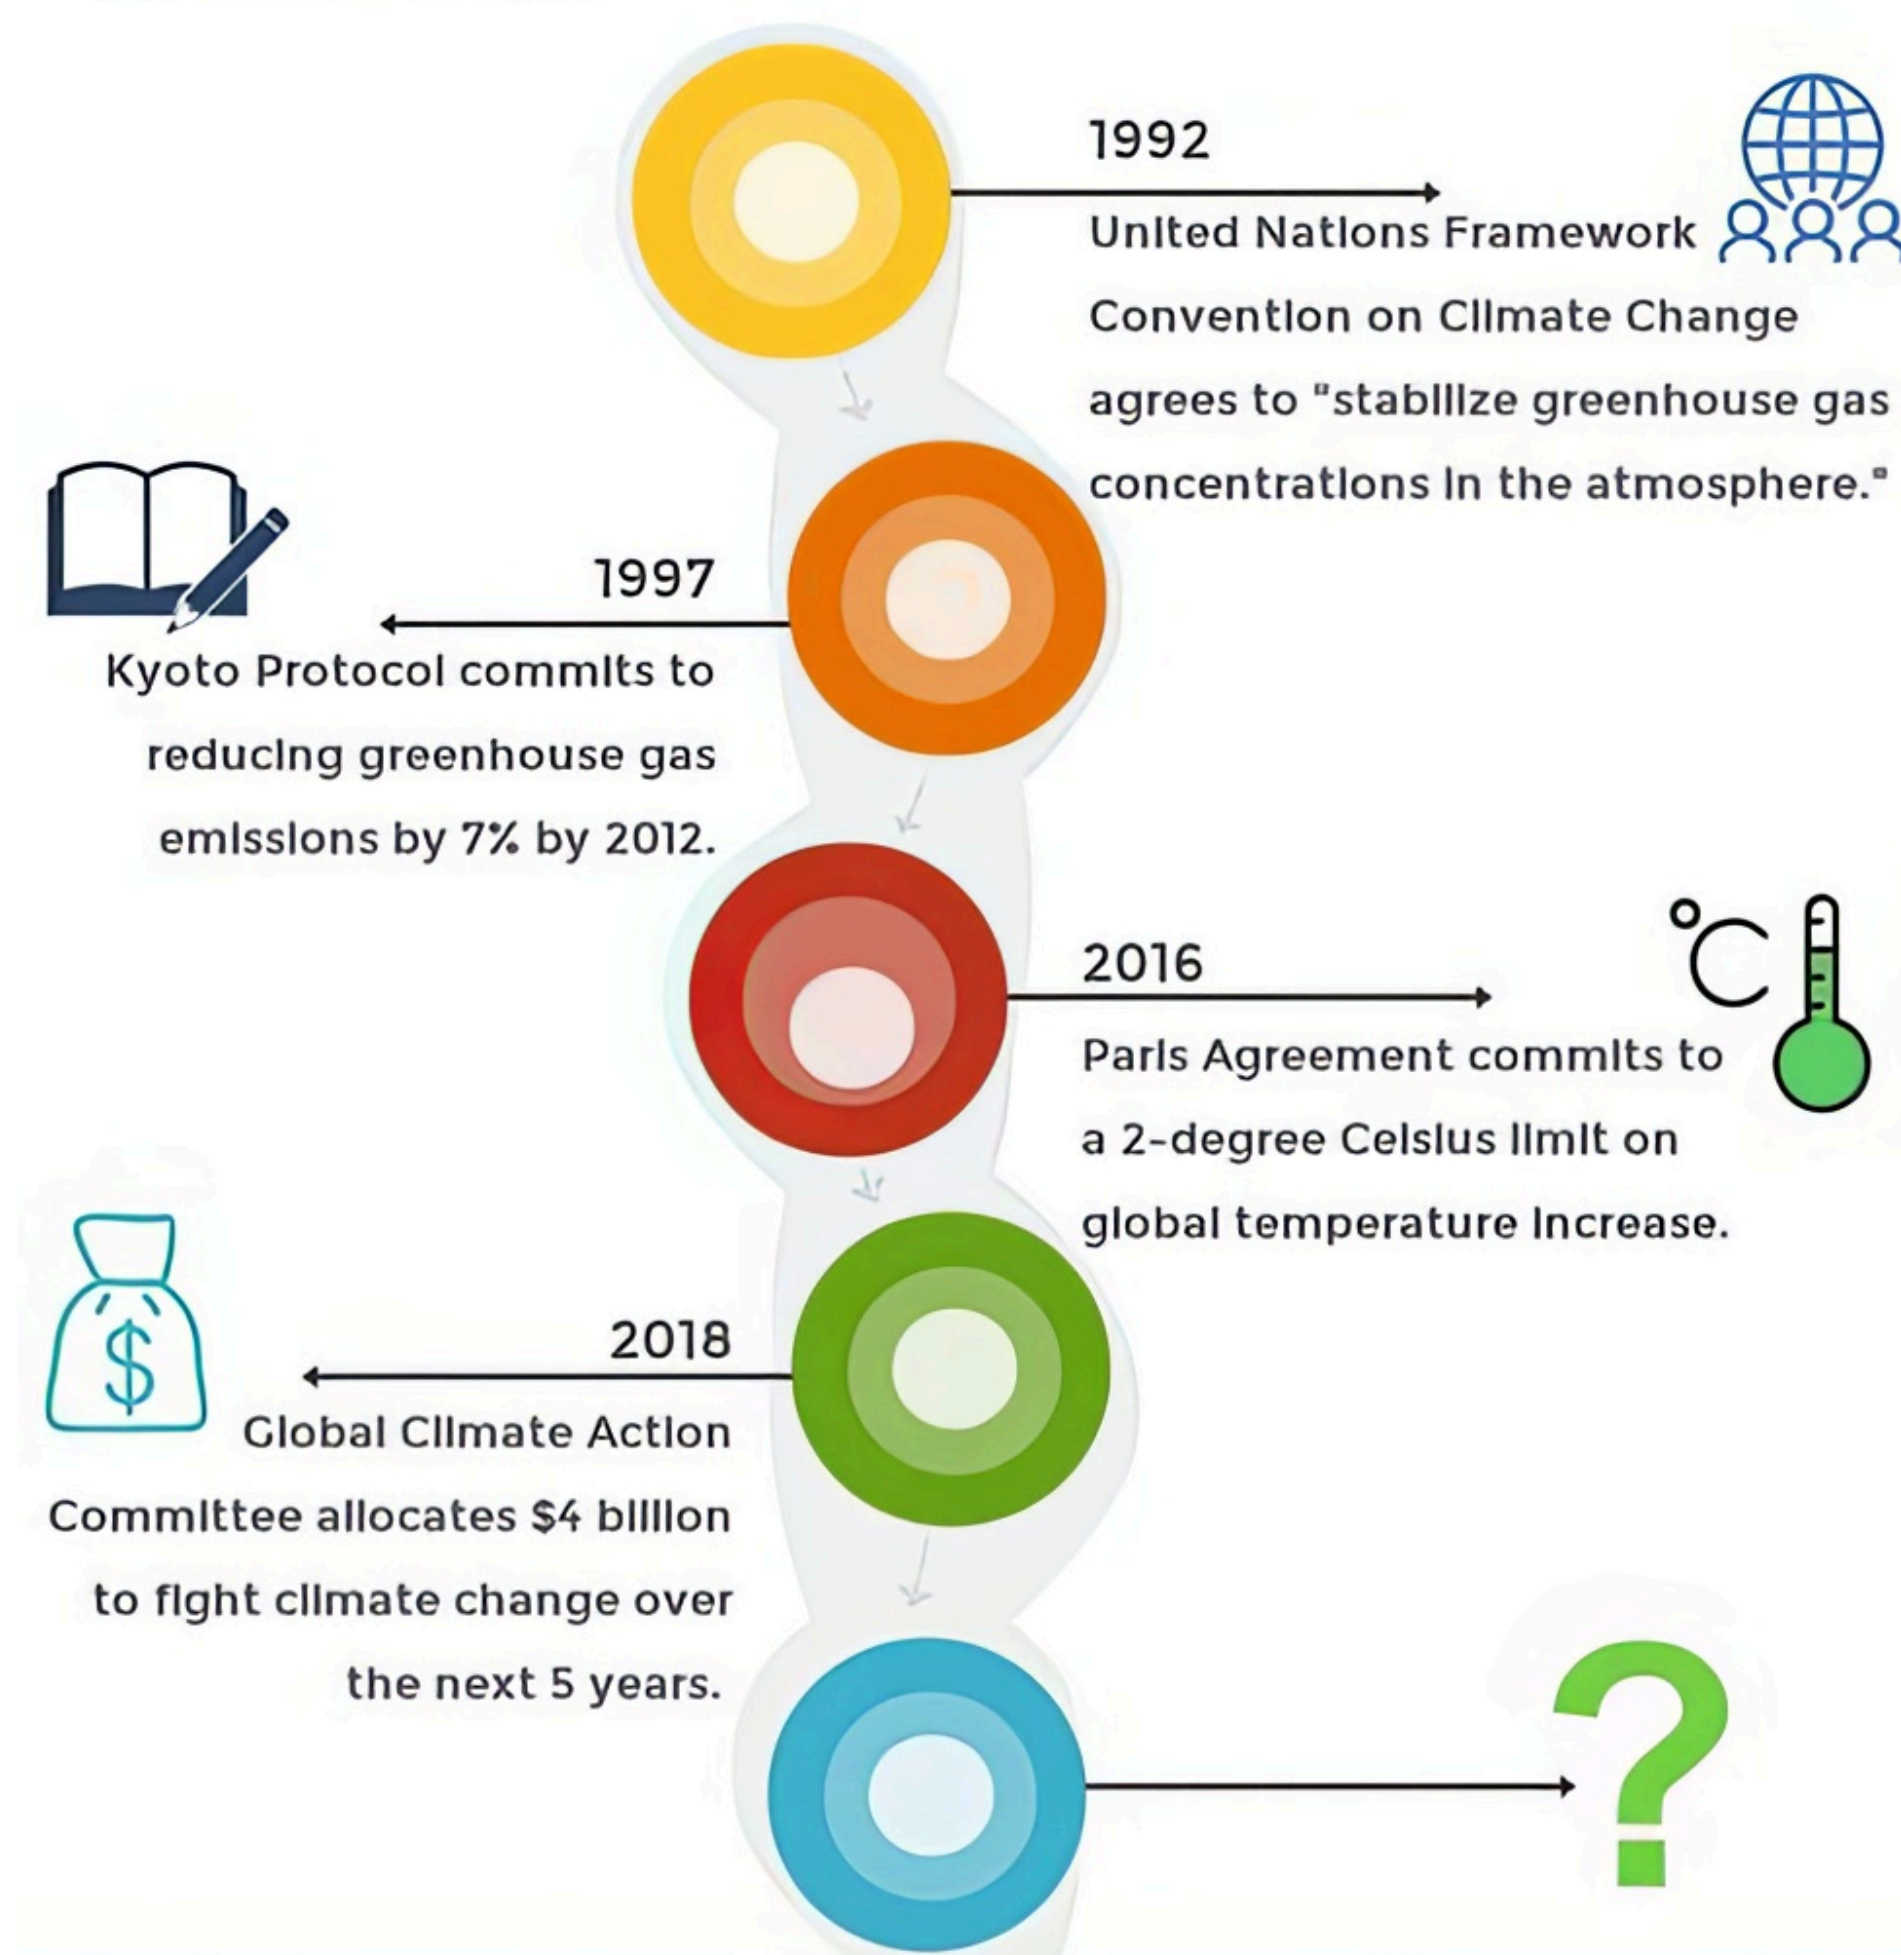 1992
United Nations Framework
Convention on Climate Change
agrees to "stabilize greenhouse gas
concentrations in the atmosphere."
1997
Kyoto Protocol commits to
reducing greenhouse gas
emissions by 7% by 2012.
°C
2016
Paris Agreement commits to
a 2-degree Celsius limit on
global temperature increase.
$
2018
Global Climate Action
Committee allocates $4 billion
to fight climate change over
the next 5 years.
?